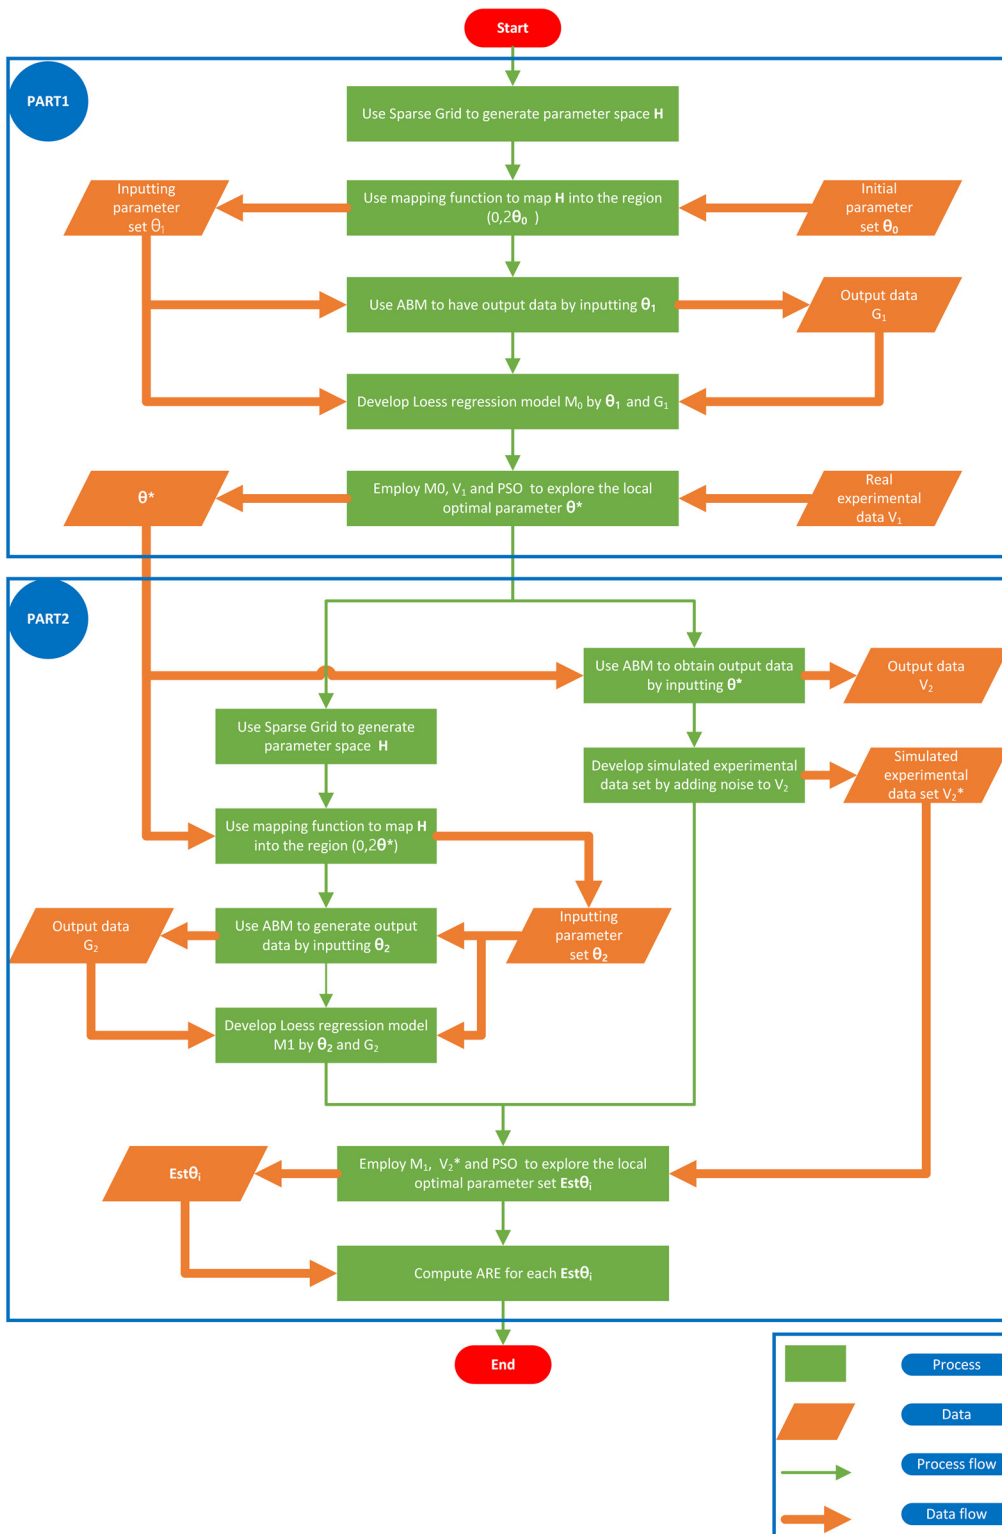 Start
PART1
Use Sparse Grid to generate parameter space H
Inputting
parameter
set θ₁
Use mapping function to map H into the region
(0,2θ₀ )
Initial
parameter
set θ₀
Use ABM to have output data by inputting θ₁
Output data
G₁
Develop Loess regression model M₀ by θ₁ and G₁
θ*
Employ M0, V₁ and PSO to explore the local
optimal parameter θ*
Real
experimental
data V₁
PART2
Use ABM to obtain output data
by inputting θ*
Output data
V₂
Use Sparse Grid to generate
parameter space H
Develop simulated experimental
data set by adding noise to V₂
Simulated
experimental
data set V₂*
Use mapping function to map H
into the region (0,2θ*)
Output data
G₂
Use ABM to generate output
data by inputting θ₂
Inputting
parameter
set θ₂
Develop Loess regression model
M1 by θ₂ and G₂
Estθᵢ
Employ M₁, V₂* and PSO to explore the local
optimal parameter set Estθᵢ
Compute ARE for each Estθᵢ
End
Process
Data
Process flow
Data flow